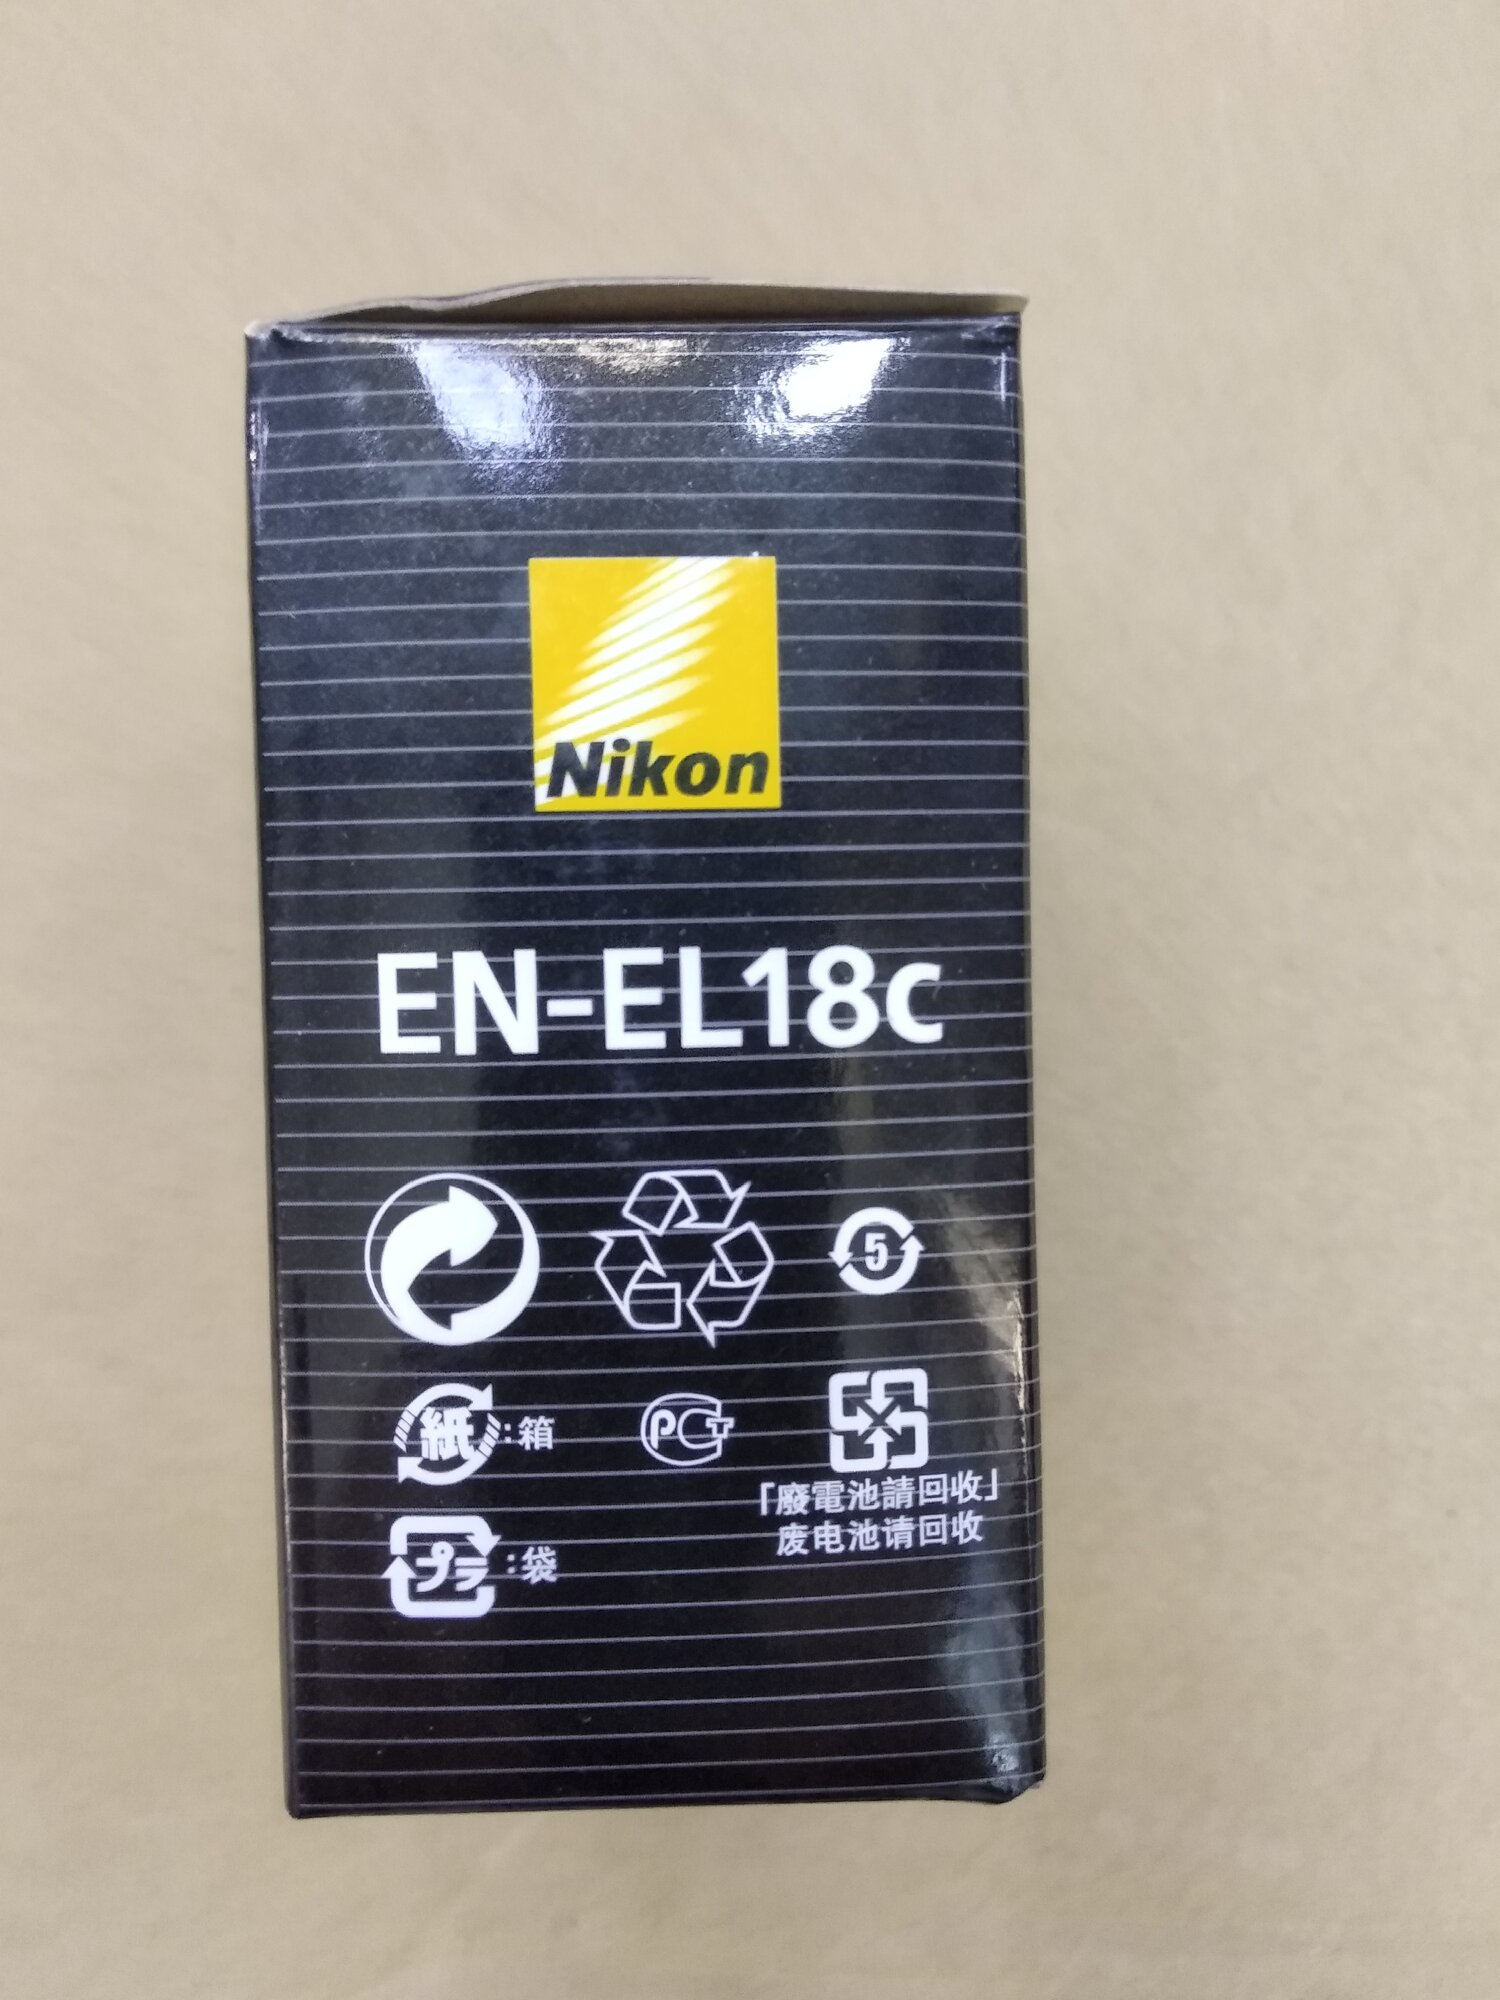 Nikon
EN-EL18c
5
紙:箱
PCT
「廢電池請回收」
废电池请回收
プラ:袋